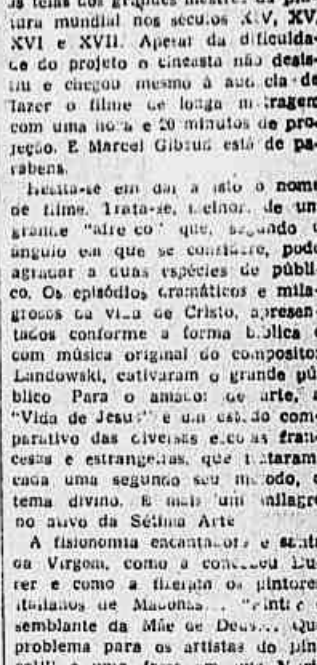 as telas dos grandes mestres da pin-
tura mundial nos séculos XIV, XV,
XVI e XVII. Apesar da dificulda-
de do projeto o cineasta não desis-
tiu e chegou mesmo à audácia de
fazer o filme de longa metragem
com uma hora e 20 minutos de pro-
jeção. E Marcel Gibaud está de pa-
rabens.
Hesita-se em dar a isto o nome
de filme. Trata-se, melhor, de um
grande "afresco" que, segundo o
angulo em que se considere, pode
agradar a duas espécies de públi-
co. Os episódios dramáticos e mila-
grosos da vida de Cristo, apresen-
tados conforme a forma bíblica e
com música original do compositor
Landowski, cativaram o grande pú-
blico Para o amador de arte, a
"Vida de Jesus" e um estudo com-
parativo das diversas escolas fran-
cesas e estrangeiras, que trataram,
cada uma segundo seu metodo, o
tema divino. E mais um milagre
no ativo da Sétima Arte
A fisionomia encantadora e santa
da Virgem, como a concebeu Du-
rer e como a fizeram os pintores
italianos de Madonas... "Pintar o
semblante da Mãe de Deus... Que
problema para os artistas do pin-
uma